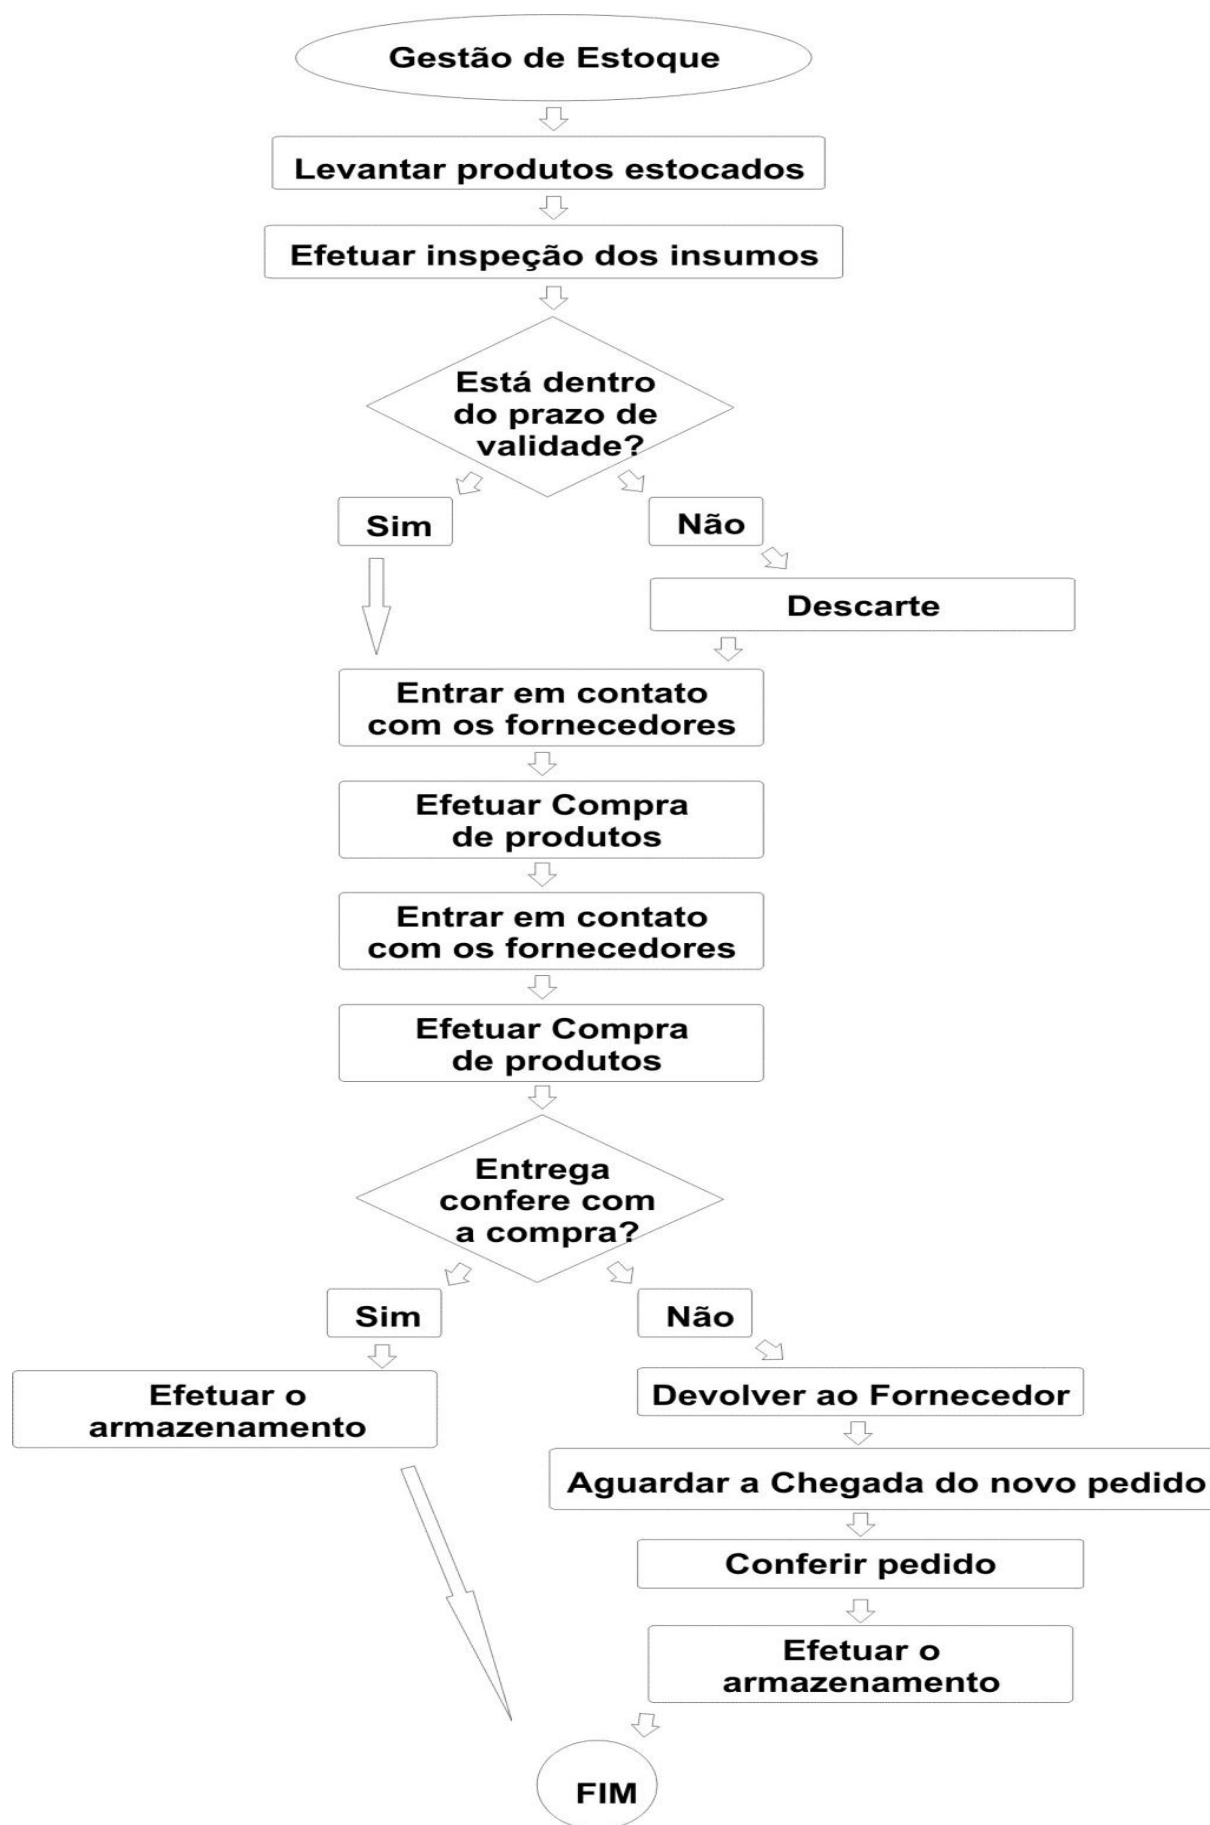 Gestão de Estoque
Levantar produtos estocados
Efetuar inspeção dos insumos
Está dentro
do prazo de
validade?
Sim
Não
Descarte
Entrar em contato
com os fornecedores
Efetuar Compra
de produtos
Entrar em contato
com os fornecedores
Efetuar Compra
de produtos
Entrega
confere com
a compra?
Sim
Não
Efetuar o
armazenamento
Devolver ao Fornecedor
Aguardar a Chegada do novo pedido
Conferir pedido
Efetuar o
armazenamento
FIM